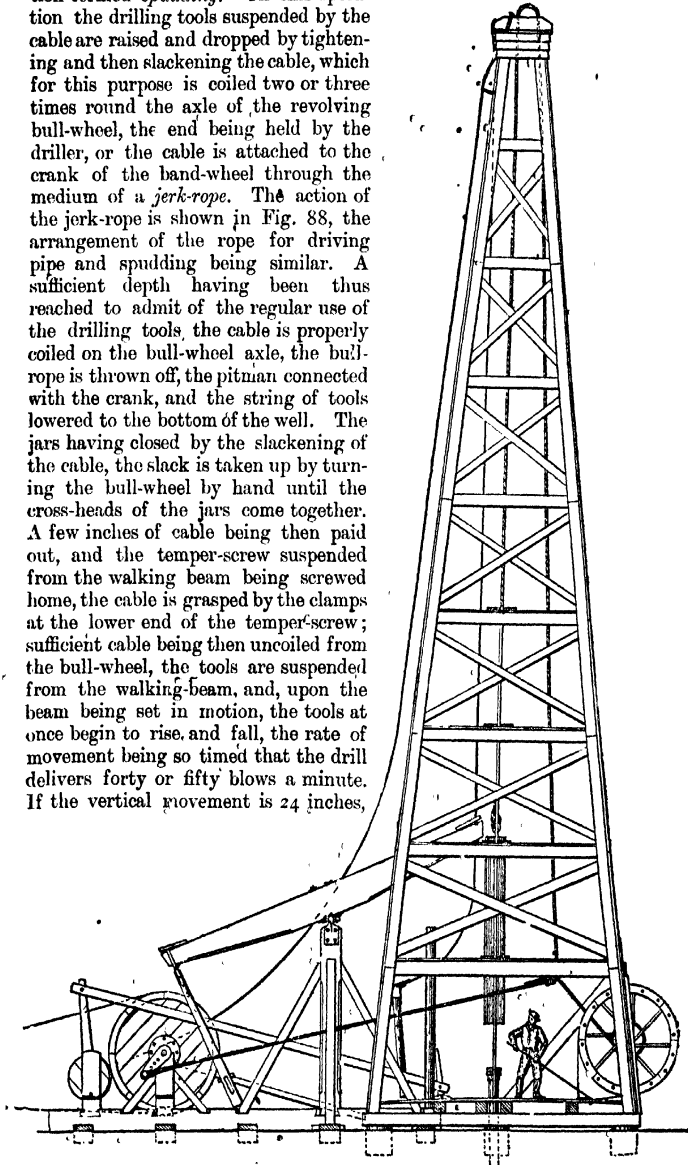 tion the drilling tools suspended by the
cable are raised and dropped by tighten-
ing and then slackening the cable, which
for this purpose is coiled two or three
times round the axle of the revolving
bull-wheel, the end being held by the
driller, or the cable is attached to the
crank of the band-wheel through the
medium of a jerk-rope. The action of
the jerk-rope is shown in Fig. 88, the
arrangement of the rope for driving
pipe and spudding being similar. A
sufficient depth having been thus
reached to admit of the regular use of
the drilling tools, the cable is properly
coiled on the bull-wheel axle, the bull-
rope is thrown off, the pitman connected
with the crank, and the string of tools
lowered to the bottom of the well. The
jars having closed by the slackening of
the cable, the slack is taken up by turn-
ing the bull-wheel by hand until the
cross-heads of the jars come together.
A few inches of cable being then paid
out, and the temper-screw suspended
from the walking beam being screwed
home, the cable is grasped by the clamps
at the lower end of the temper-screw;
sufficient cable being then uncoiled from
the bull-wheel, the tools are suspended
from the walking-beam, and, upon the
beam being set in motion, the tools at
once begin to rise and fall, the rate of
movement being so timed that the drill
delivers forty or fifty blows a minute.
If the vertical movement is 24 inches,